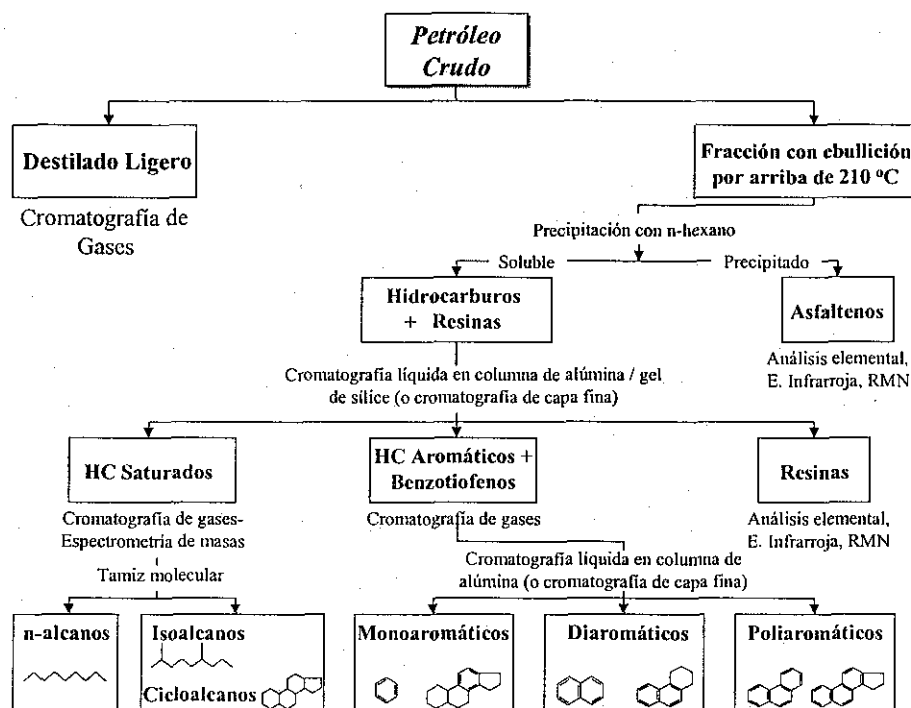 Petróleo
Crudo
Destilado Ligero
Cromatografía de
Gases
Fracción con ebullición
por arriba de 210 ºC
Precipitación con n-hexano
Soluble
Precipitado
Hidrocarburos
+ Resinas
Asfaltenos
Análisis elemental,
E. Infrarroja, RMN
Cromatografía líquida en columna de alúmina / gel
de sílice (o cromatografía de capa fina)
HC Saturados
HC Aromáticos +
Benzotiofenos
Resinas
Cromatografía de gases-
Espectrometría de masas
Cromatografía de gases
Análisis elemental,
E. Infrarroja, RMN
Tamiz molecular
Cromatografía líquida en columna de
alúmina (o cromatografía de capa fina)
n-alcanos
Isoalcanos
Cicloalcanos
Monoaromáticos
Diaromáticos
Poliaromáticos